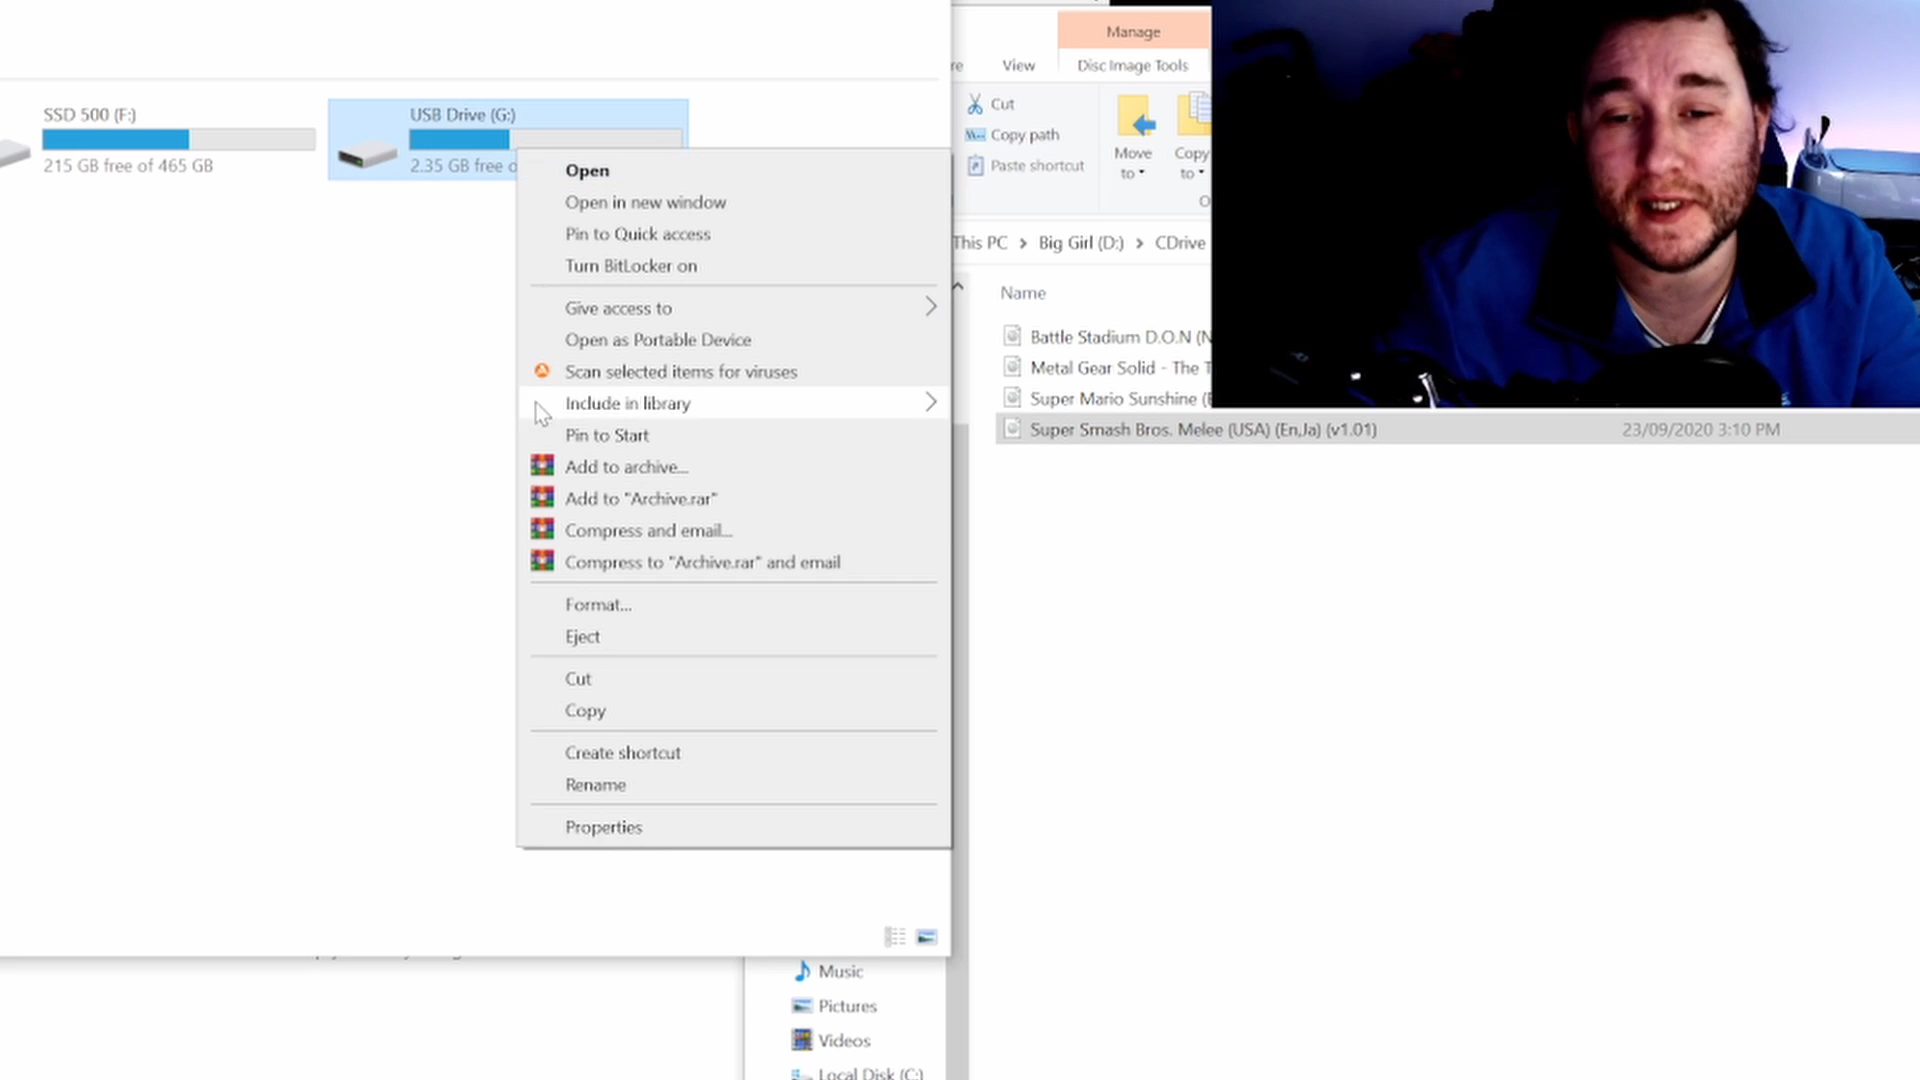 SSD 500 (F:)
215 GB free of 465 GB
USB Drive (G:)
2.35 GB free o
Open
Open in new window
Pin to Quick access
Turn BitLocker on
Give access to
Open as Portable Device
Scan selected items for viruses
Include in library
Pin to Start
Add to archive...
Add to "Archive.rar"
Compress and email...
Compress to "Archive.rar" and email
Format...
Eject
Cut
Copy
Create shortcut
Rename
Properties
Manage
re
View
Disc Image Tools
Cut
Copy path
Paste shortcut
Move to
Copy to
O
This PC > Big Girl (D:) > CDrive
Name
Battle Stadium D.O.N (N
Metal Gear Solid - The T
Super Mario Sunshine (E
Super Smash Bros. Melee (USA) (En,Ja) (v1.01)
23/09/2020 3:10 PM
Music
Pictures
Videos
Local Disk (C:)